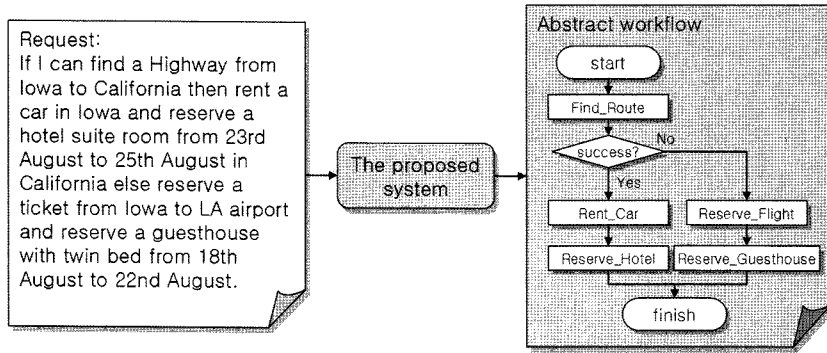 Request:
If I can find a Highway from
Iowa to California then rent a
car in Iowa and reserve a
hotel suite room from 23rd
August to 25th August in
California else reserve a
ticket from Iowa to LA airport
and reserve a guesthouse
with twin bed from 18th
August to 22nd August.
The proposed
system
Abstract workflow
start
Find_Route
success?
No
Yes
Rent_Car
Reserve_Flight
Reserve_Hotel
Reserve_Guesthouse
finish